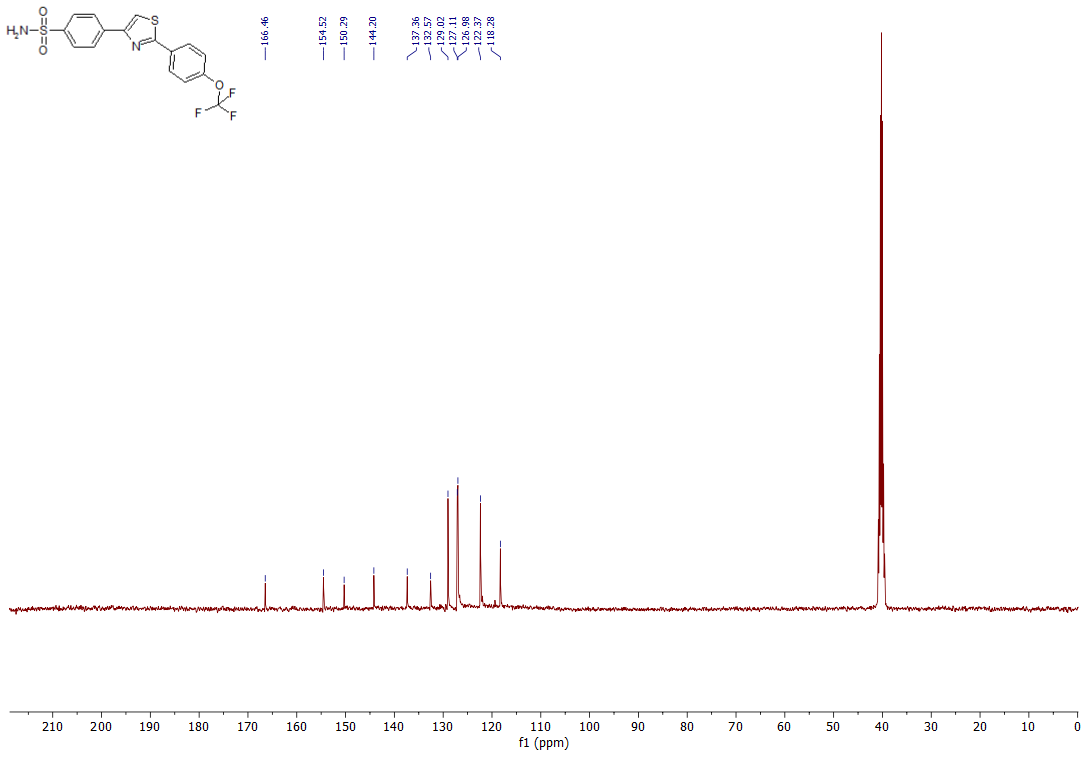 O
H₂N S
O
S
N
O
F
F
F
166.46
154.52
150.29
144.20
137.36
132.57
129.02
127.11
126.98
122.37
118.28
210 200 190 180 170 160 150 140 130 120 110 100 90 80 70 60 50 40 30 20 10 0
f1 (ppm)